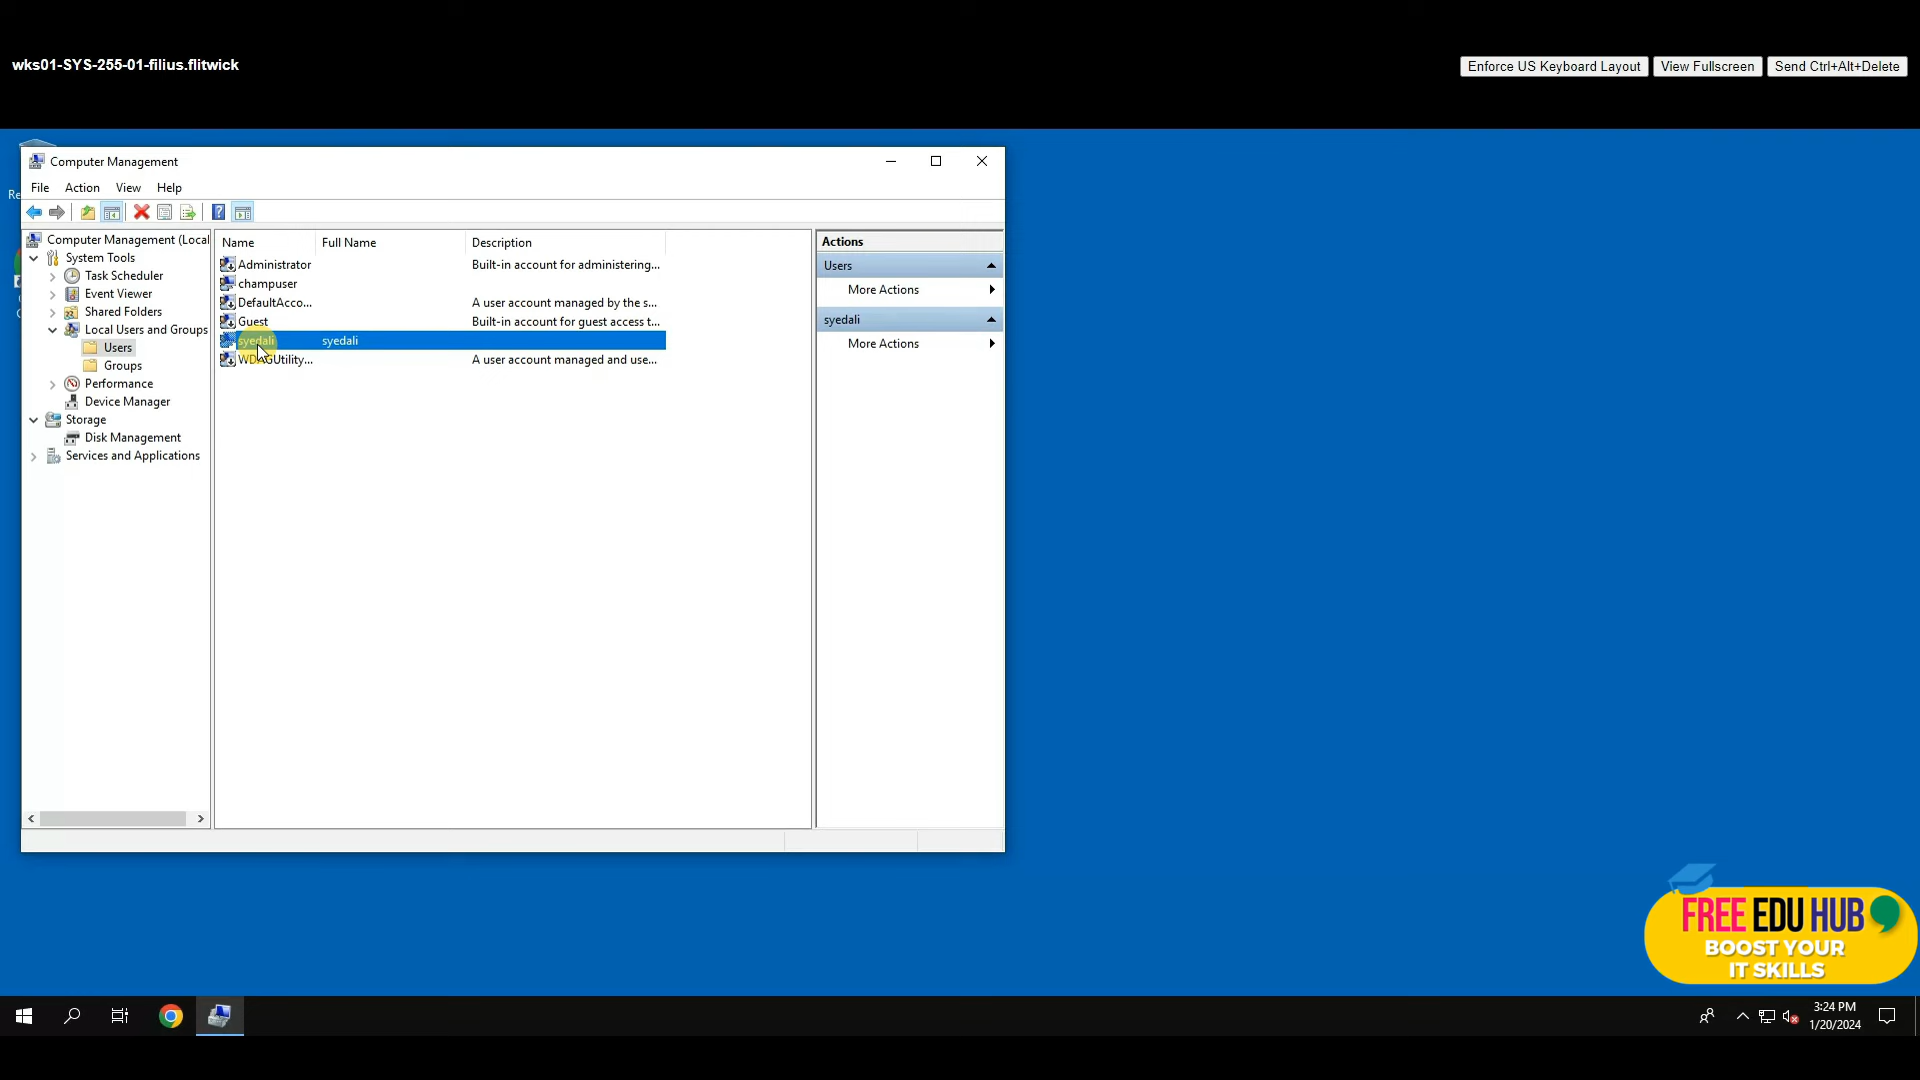 wks01-SYS-255-01-filius.flitwick
Enforce US Keyboard Layout View Fullscreen Send Ctrl+Alt+Delete
Computer Management
File Action View Help
Computer Management (Local
System Tools
Task Scheduler
Event Viewer
Shared Folders
Local Users and Groups
Users
Groups
Performance
Device Manager
Storage
Disk Management
Services and Applications
Name Full Name Description
Administrator Built-in account for administering...
champuser
DefaultAcco... A user account managed by the s...
Guest Built-in account for guest access t...
syedali syedali
WDAGUtility... A user account managed and use...
Actions
Users
More Actions
syedali
More Actions
FREE EDU HUB
BOOST YOUR
IT SKILLS
3:24 PM
1/20/2024